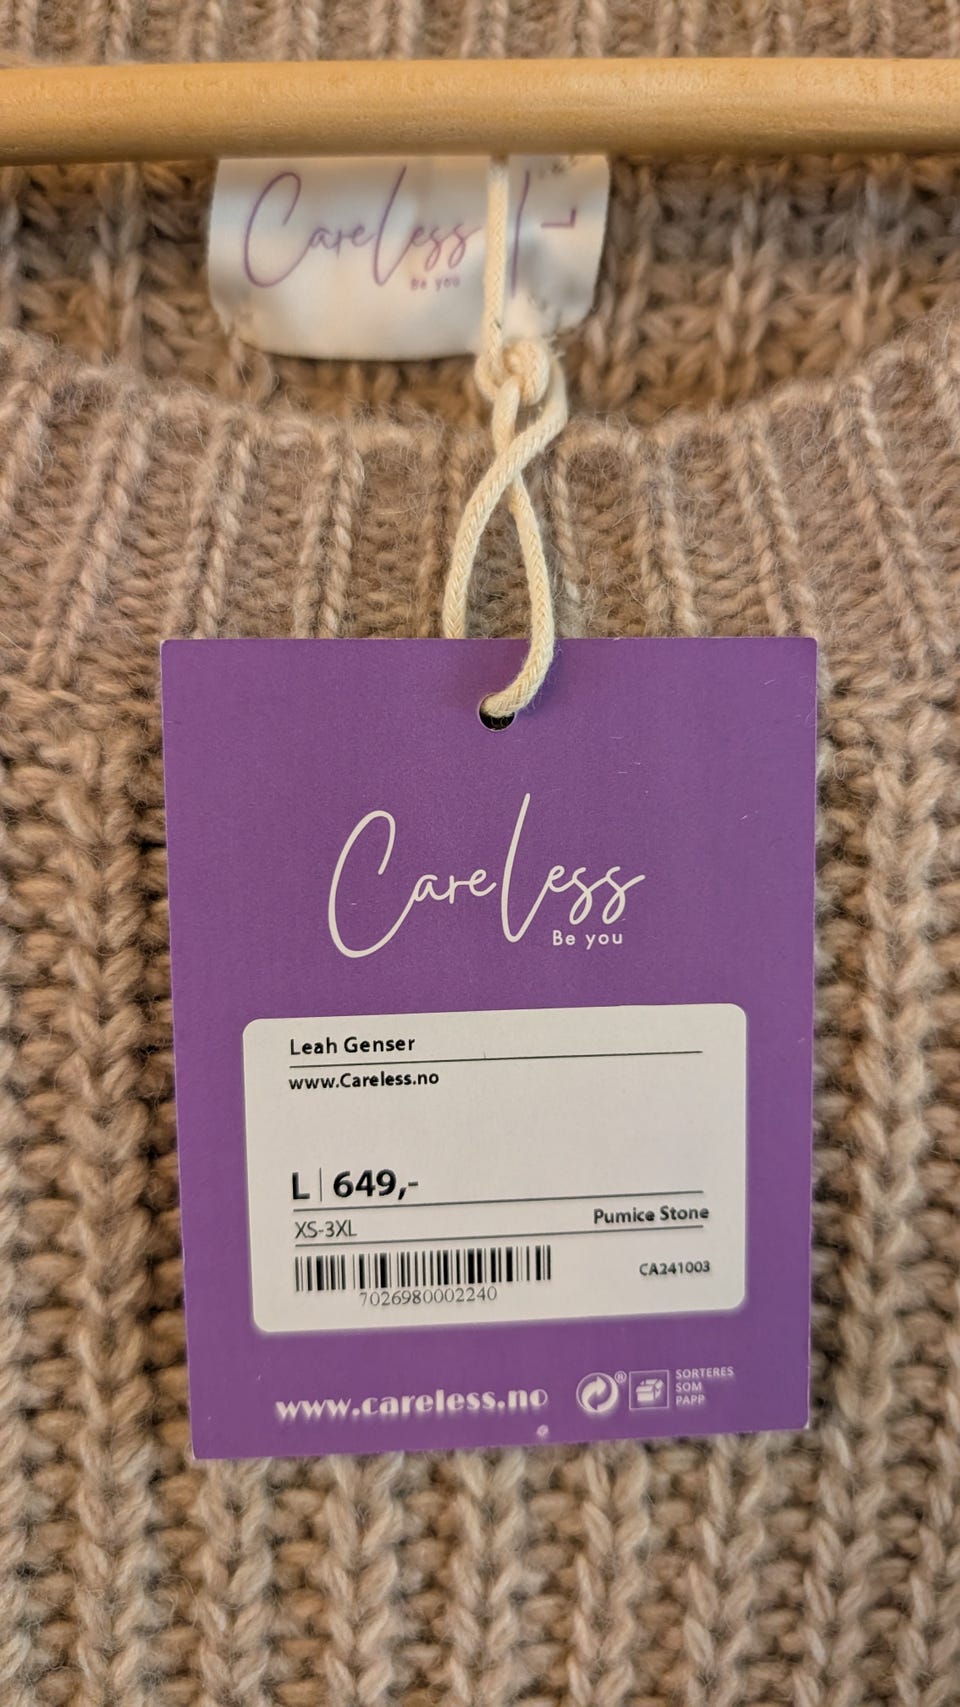 CareLess
Be you
L
CareLess
Be you
Leah Genser
www.Careless.no
L | 649,-
XS-3XL
Pumice Stone
7026980002240
CA241003
www.careless.no
®
SORTERES
SOM
PAPP